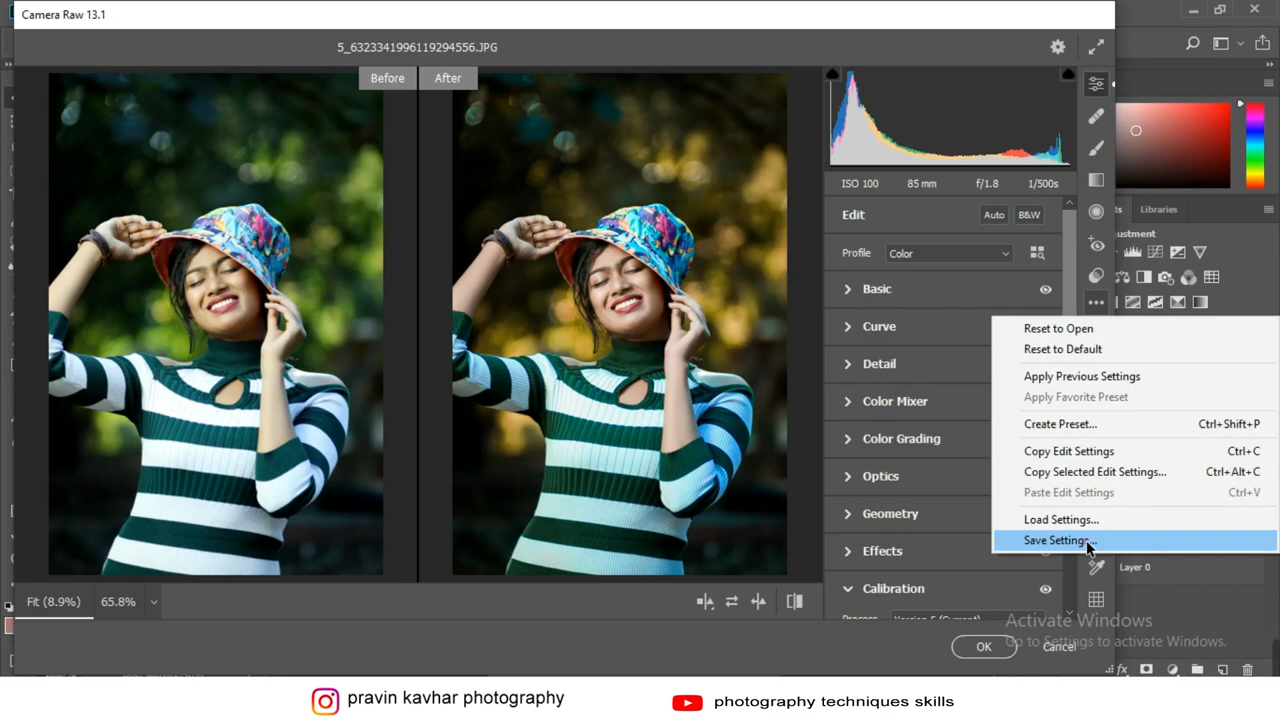 Camera Raw 13.1
5_6323341996119294556.JPG
Before
After
ISO 100 85 mm f/1.8 1/500s
Edit
Auto
B&W
Profile
Color
Basic
Curve
Detail
Color Mixer
Color Grading
Optics
Geometry
Effects
Calibration
Libraries
Reset to Open
Reset to Default
Apply Previous Settings
Apply Favorite Preset
Create Preset... Ctrl+Shift+P
Copy Edit Settings Ctrl+C
Copy Selected Edit Settings... Ctrl+Alt+C
Paste Edit Settings Ctrl+V
Load Settings...
Save Settings...
Layer 0
Fit (8.9%)
65.8%
Activate Windows
Go to Settings to activate Windows.
OK
Cancel
fx
pravin kavhar photography
photography techniques skills